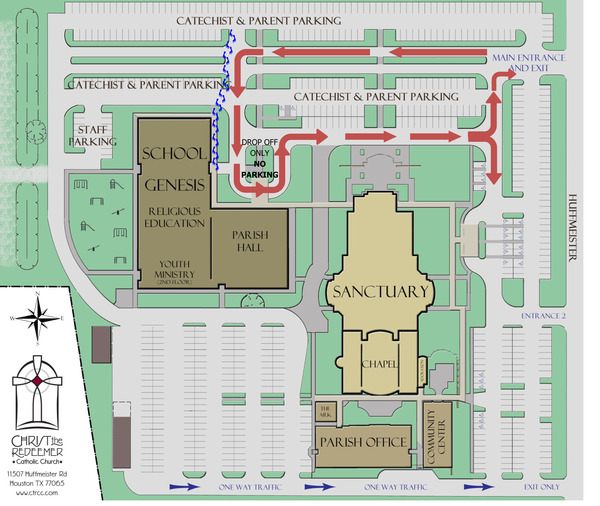 CATECHIST & PARENT PARKING
MAIN ENTRANCE
AND EXIT
CATECHIST & PARENT PARKING
CATECHIST & PARENT PARKING
STAFF
PARKING
DROP OFF
ONLY
NO
PARKING
SCHOOL
GENESIS
RELIGIOUS
EDUCATION
YOUTH
MINISTRY
(2ND FLOOR)
PARISH
HALL
HUFFMEISTER
SANCTUARY
CHAPEL
ENTRANCE 2
N
W
E
S
THE
MLK
PARISH OFFICE
COMMUNITY
CENTER
CHRIST the
REDEEMER
• Catholic Church •
11507 Huffmeister Rd
Houston TX 77065
www.ctrcc.com
ONE WAY TRAFFIC
ONE WAY TRAFFIC
EXIT ONLY